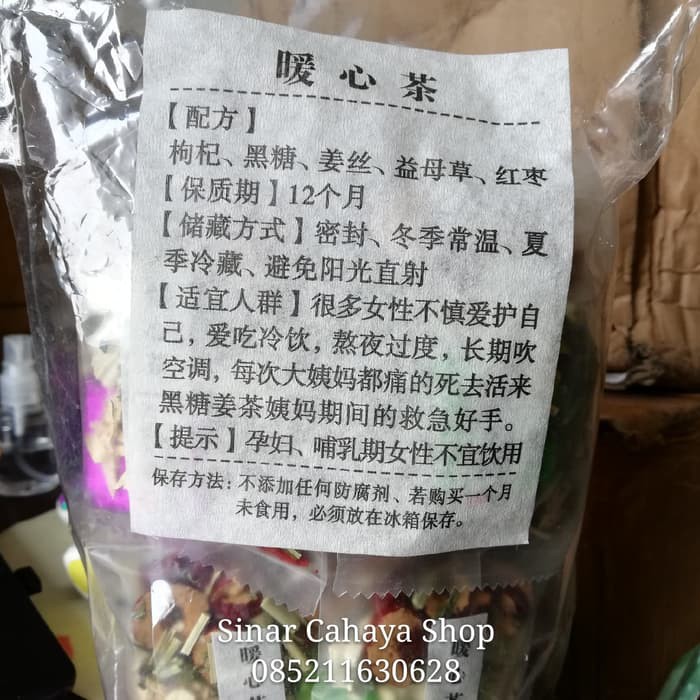 暖心茶
【配方】
枸杞、黑糖、姜丝、益母草、红枣
【保质期】12个月
【储藏方式】密封、冬季常温、夏
季冷藏、避免阳光直射
【适宜人群】很多女性不慎爱护自
己，爱吃冷饮，熬夜过度，长期吹
空调，每次大姨妈都痛的死去活来
黑糖姜茶姨妈期间的救急好手。
【提示】孕妇、哺乳期女性不宜饮用
保存方法：不添加任何防腐剂、若购买一个月
未食用，必须放在冰箱保存。
Sinar Cahaya Shop
085211630628
暖心茶
暖心茶